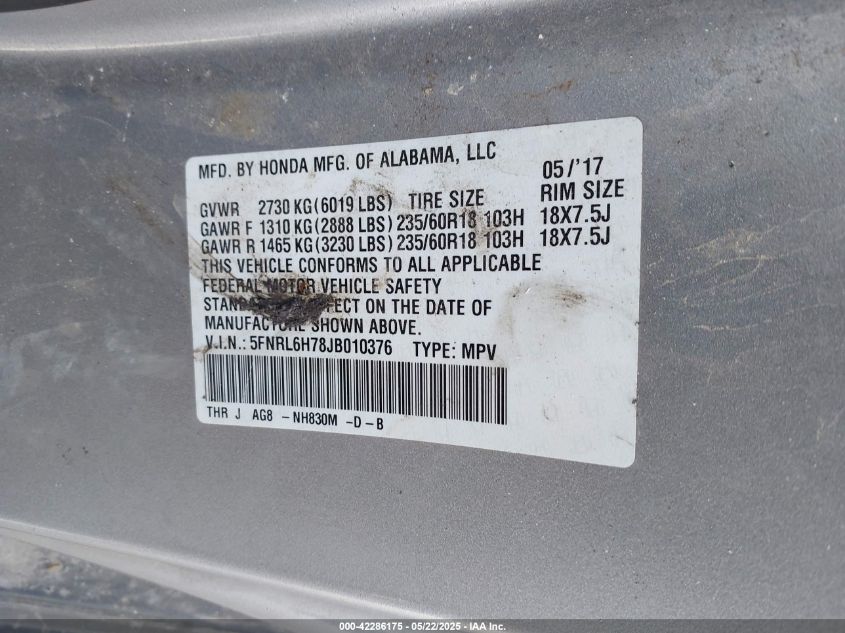 MFD. BY HONDA MFG. OF ALABAMA, LLC 05/'17
GVWR 2730 KG (6019 LBS) TIRE SIZE RIM SIZE
GAWR F 1310 KG (2888 LBS) 235/60R18 103H 18X7.5J
GAWR R 1465 KG (3230 LBS) 235/60R18 103H 18X7.5J
THIS VEHICLE CONFORMS TO ALL APPLICABLE
FEDERAL MOTOR VEHICLE SAFETY
ON THE DATE OF
MANUFACTURE SHOWN ABOVE.
V.I.N.: 5FNRL6H78JB010376 TYPE: MPV
THR J AG8 -NH830M -D-B
000-42286175 - 05/22/2025 - IAA Inc.